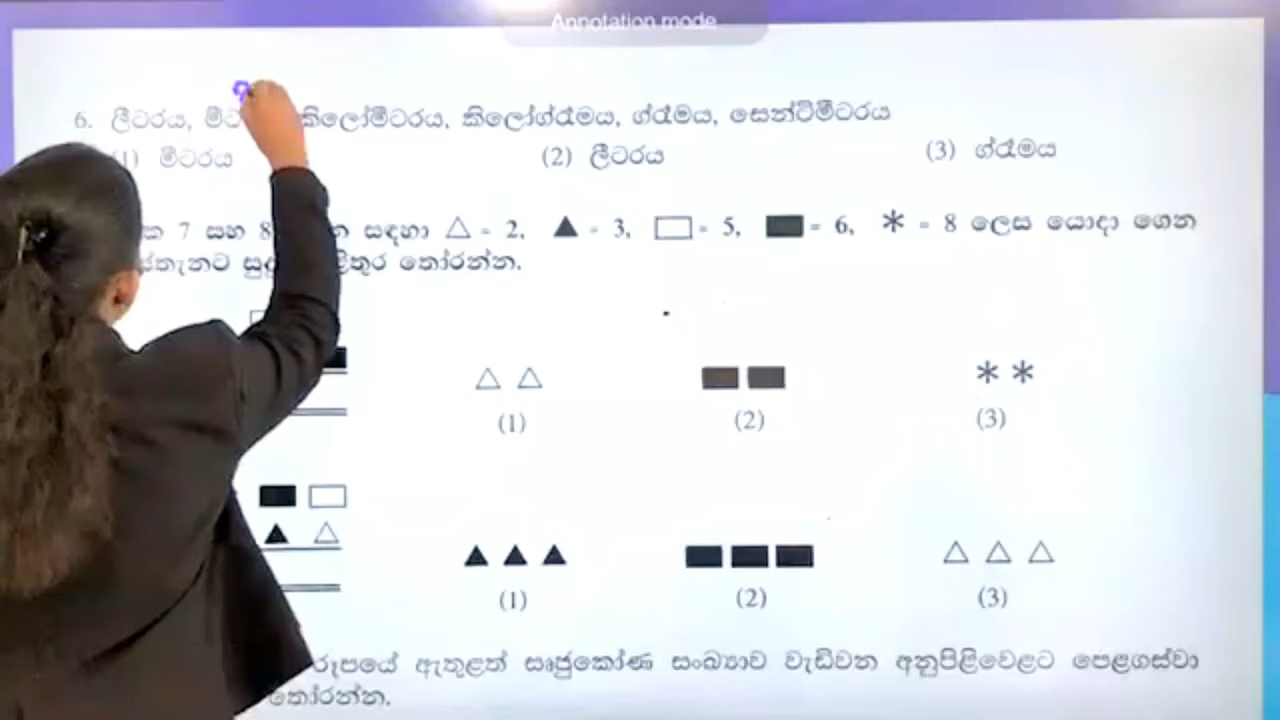 Annotation mode
6. ලීටරය, කිලෝමීටරය, කිලෝග්රෑමය, ග්රෑමය, සෙන්ටිමීටරය
(1) මීටරය (2) ලීටරය (3) ග්රෑමය
7 සහ 8 සඳහා △ = 2, ▲ = 3, □ = 5, ■ = 6, * = 8 ලෙස යොදා ගෙන
තෝරන්න.
(1) (2) (3)
(1) (2) (3)
රූපයේ ඇතුළත් සෘජුකෝණ සංඛ්‍යාව වැඩිවන අනුපිළිවෙළට පෙළගස්වා
තෝරන්න.